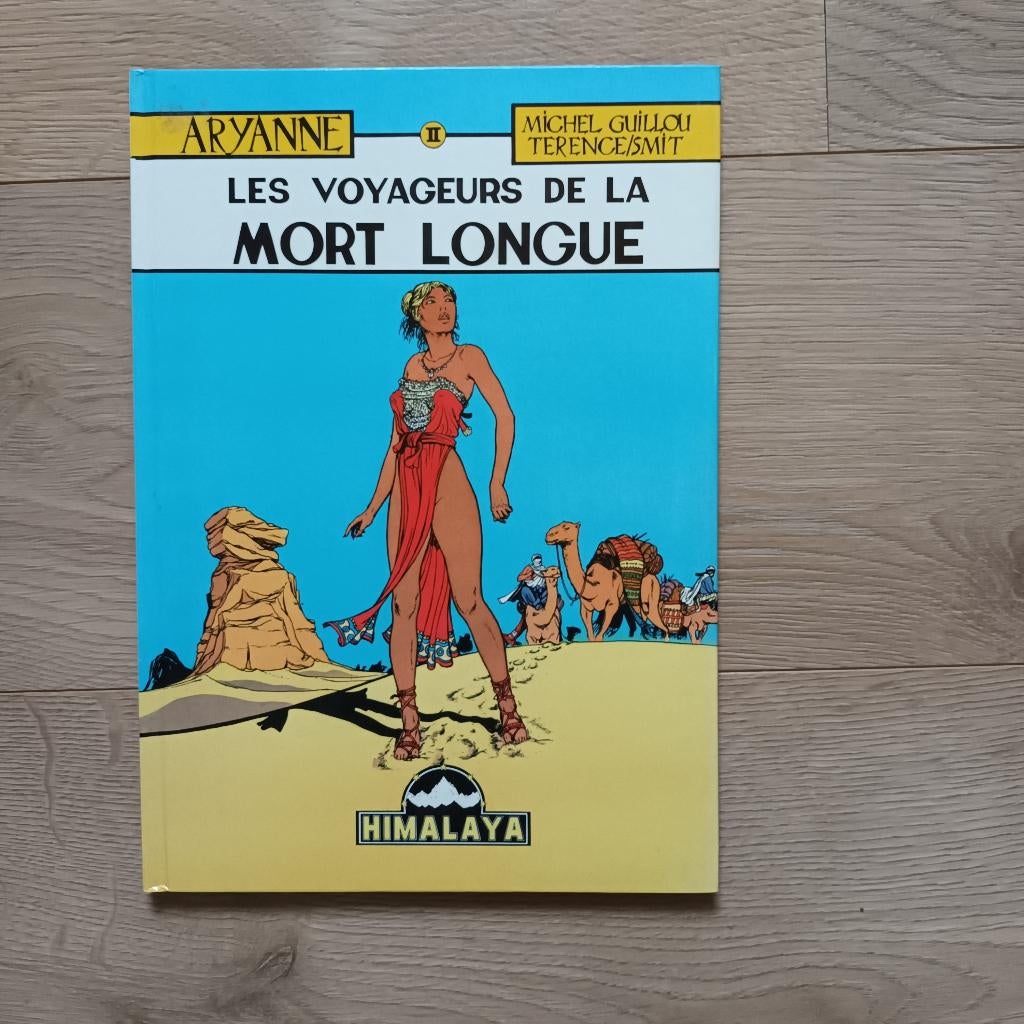 ARYANNE
II
MICHEL GUILLOU
TERENCE/SMIT
LES VOYAGEURS DE LA
MORT LONGUE
HIMALAYA